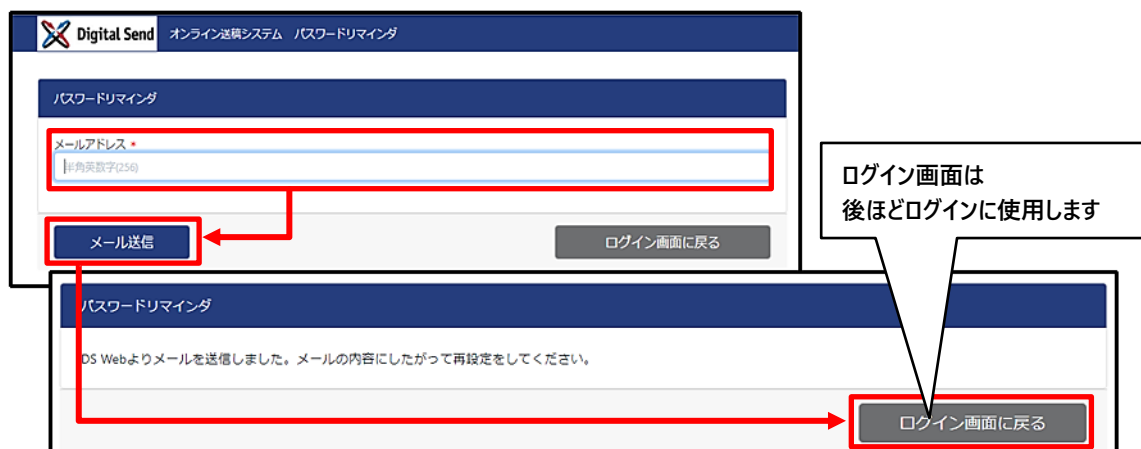 Digital Send オンライン送稿システム パスワードリマインダ
パスワードリマインダ
メールアドレス *
半角英数字(256)
メール送信
ログイン画面に戻る
ログイン画面は
後ほどログインに使用します
パスワードリマインダ
DS Webよりメールを送信しました。メールの内容にしたがって再設定をしてください。
ログイン画面に戻る